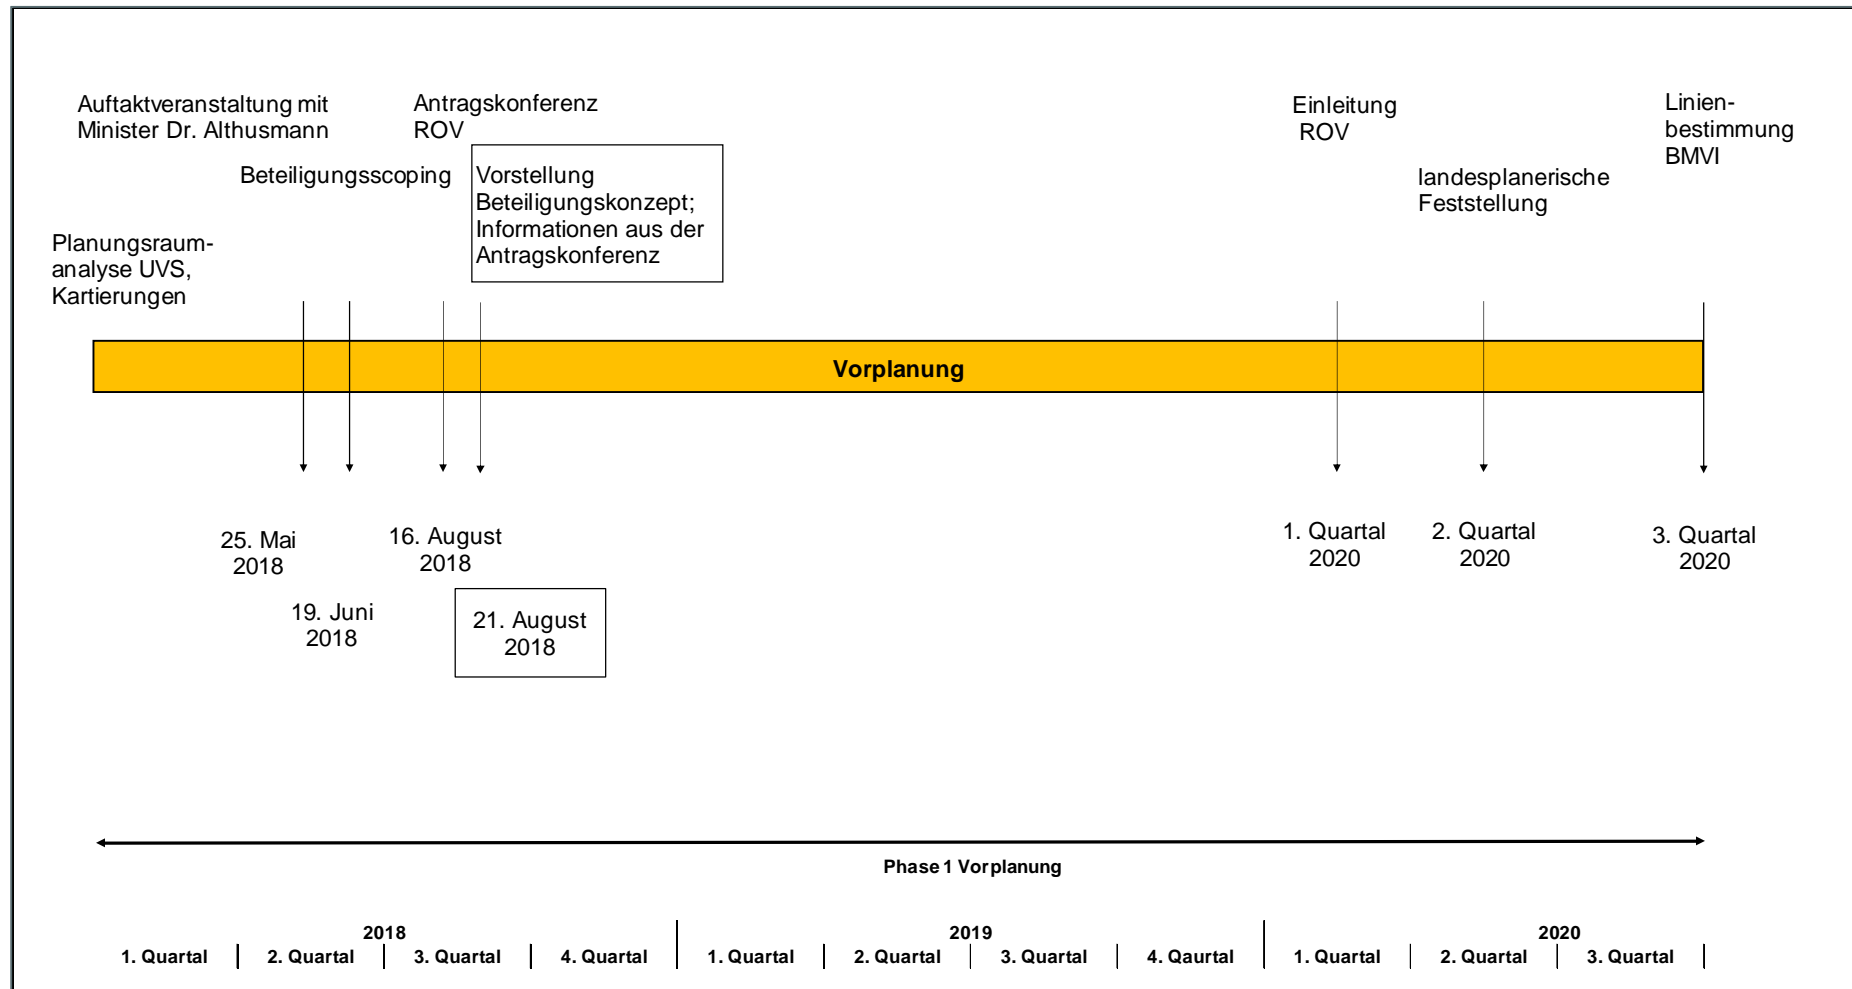 Auftaktveranstaltung mit
Minister Dr. Althusmann
Antragskonferenz
ROV
Einleitung
ROV
Linien-
bestimmung
BMVI
Beteiligungsscoping
Vorstellung
Beteiligungskonzept;
Informationen aus der
Antragskonferenz
landesplanerische
Feststellung
Planungsraum-
analyse UVS,
Kartierungen
Vorplanung
25. Mai
2018
16. August
2018
1. Quartal
2020
2. Quartal
2020
3. Quartal
2020
19. Juni
2018
21. August
2018
Phase 1 Vorplanung
2018 2019 2020
1. Quartal 2. Quartal 3. Quartal 4. Quartal 1. Quartal 2. Quartal 3. Quartal 4. Qaurtal 1. Quartal 2. Quartal 3. Quartal